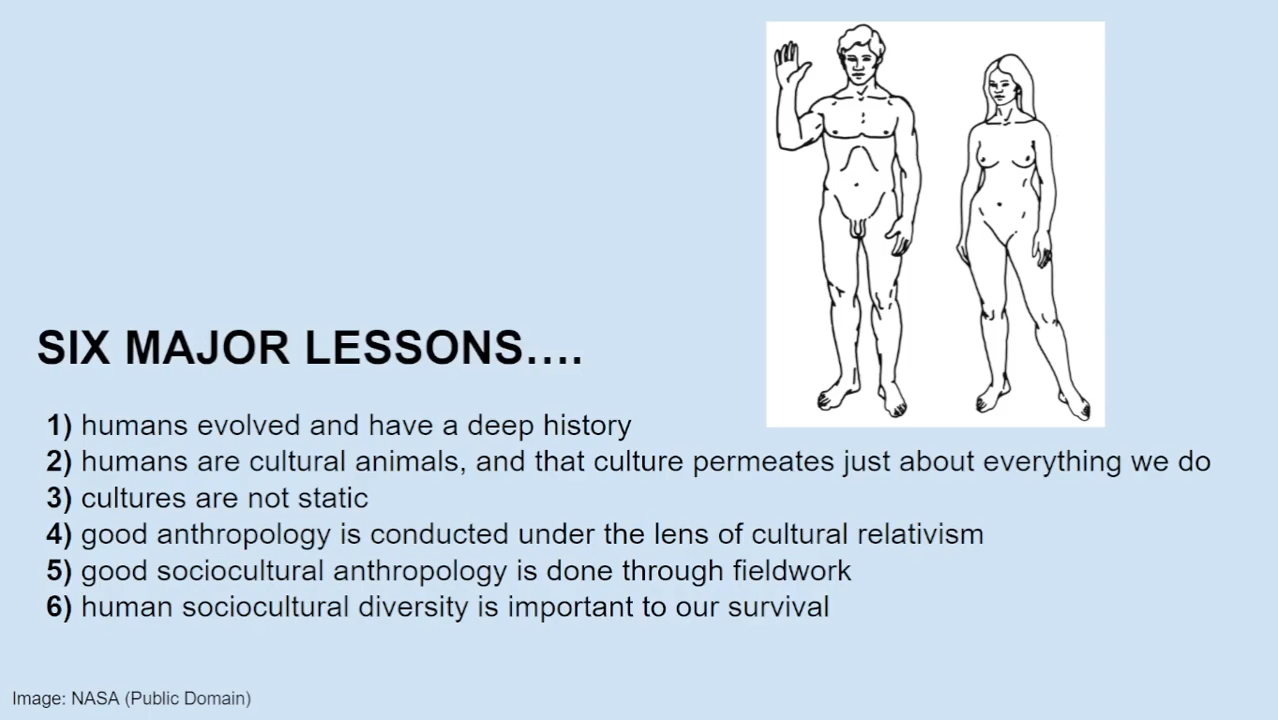 SIX MAJOR LESSONS....
1) humans evolved and have a deep history
2) humans are cultural animals, and that culture permeates just about everything we do
3) cultures are not static
4) good anthropology is conducted under the lens of cultural relativism
5) good sociocultural anthropology is done through fieldwork
6) human sociocultural diversity is important to our survival
Image: NASA (Public Domain)